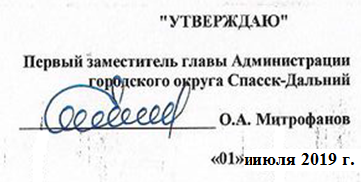 "УТВЕРЖДАЮ"
Первый заместитель главы Администрации
городского округа Спасск-Дальний
О.А. Митрофанов
«01»июля 2019 г.